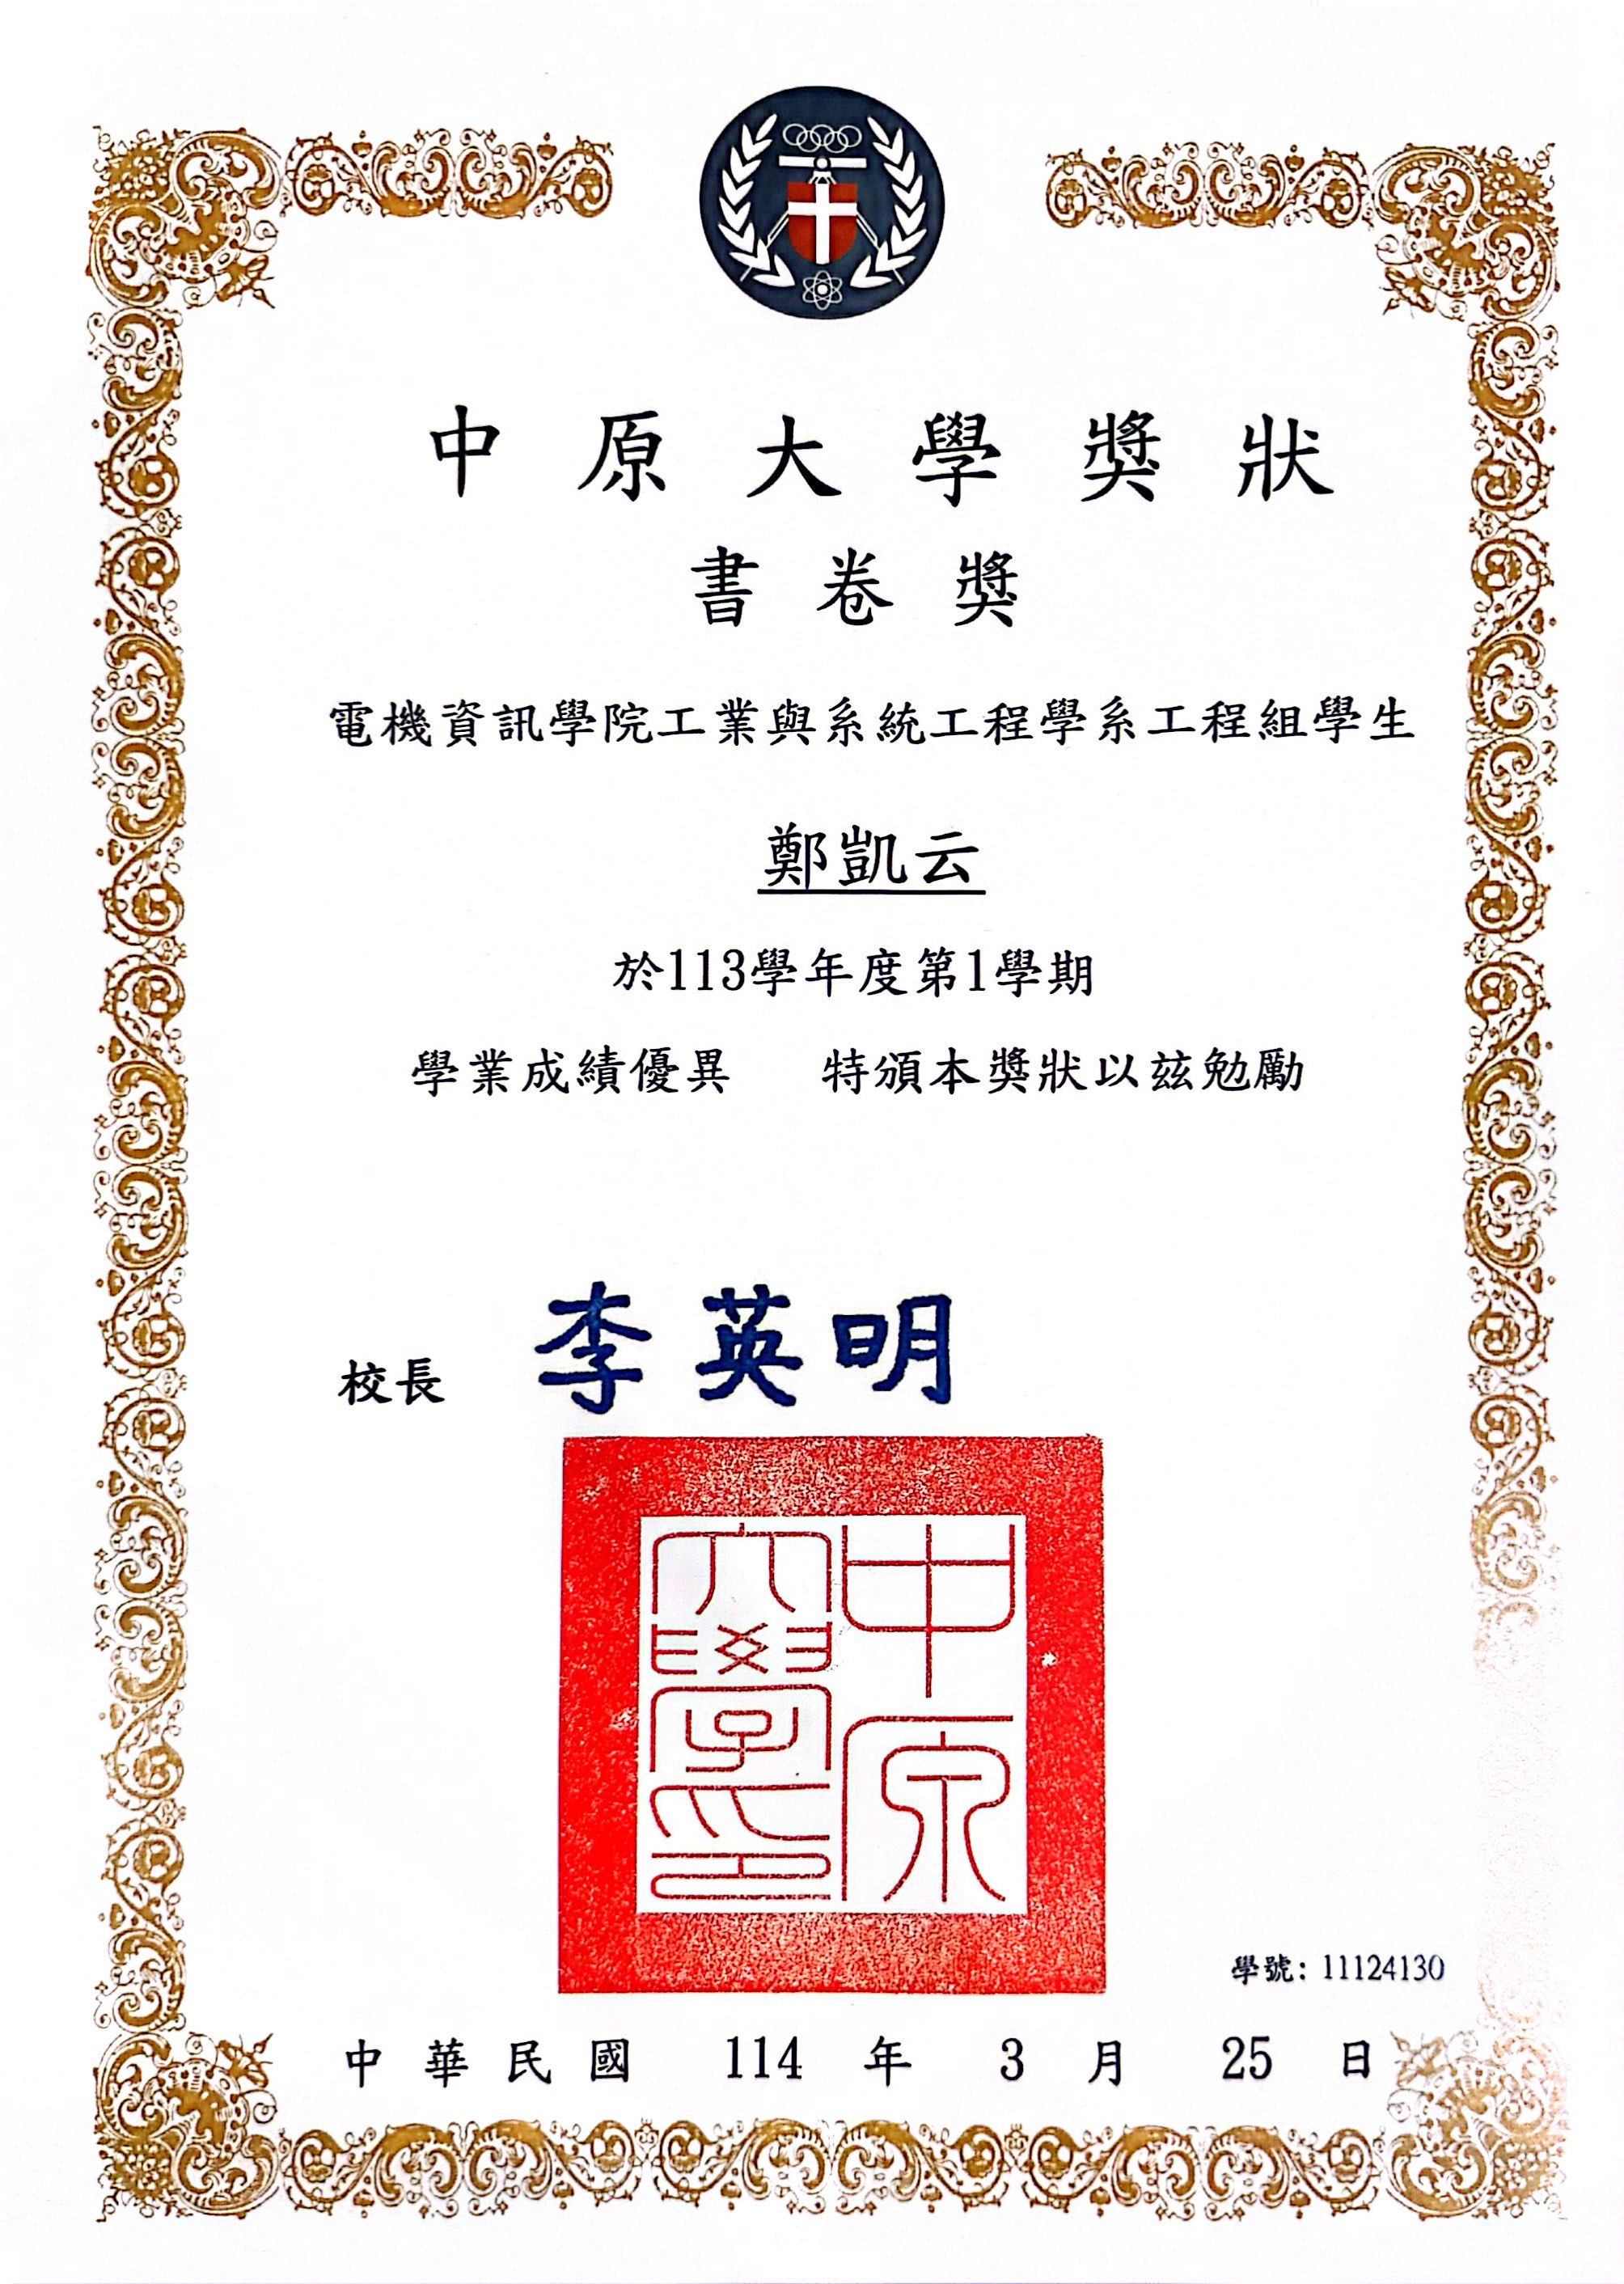 中原大學獎狀
書卷獎
電機資訊學院工業與系統工程學系工程組學生
鄭凱云
於113學年度第1學期
學業成績優異 特頒本獎狀以玆勉勵
校長 李英明
中原
大學印
學號：11124130
中華民國 114 年 3 月 25 日